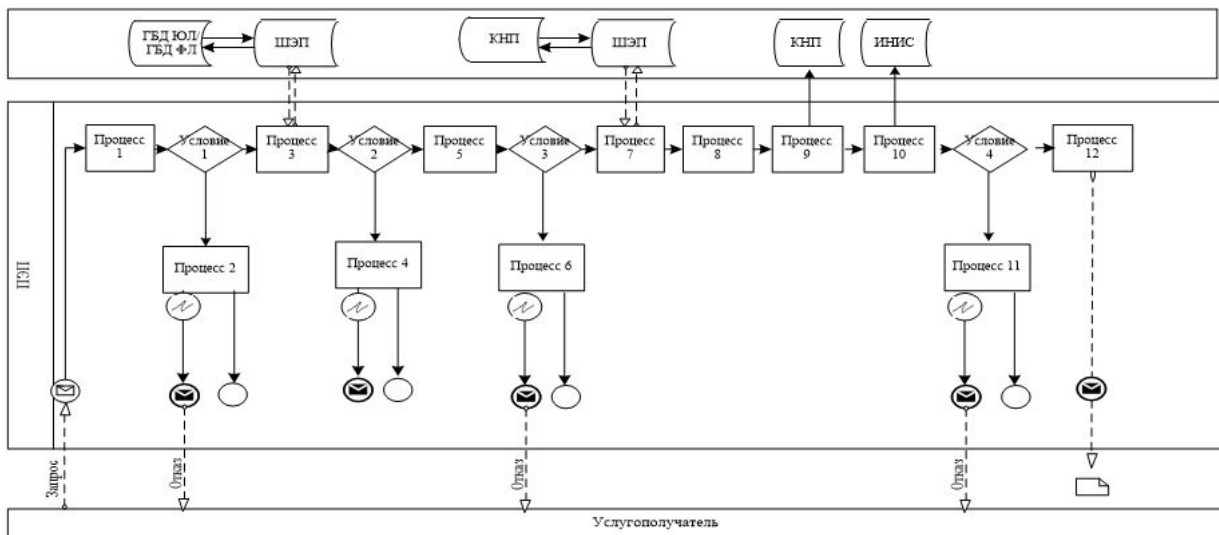 ГБД ЮЛ/
ГБД ФЛ
ШЭП
КНП
ШЭП
КНП
ИНИС
Процесс
1
Условие
1
Процесс
3
Условие
2
Процесс
5
Условие
3
Процесс
7
Процесс
8
Процесс
9
Процесс
10
Условие
4
Процесс
12
Процесс 2
Процесс 4
Процесс 6
Процесс 11
Запрос
Отказ
Отказ
Отказ
Услугополучатель